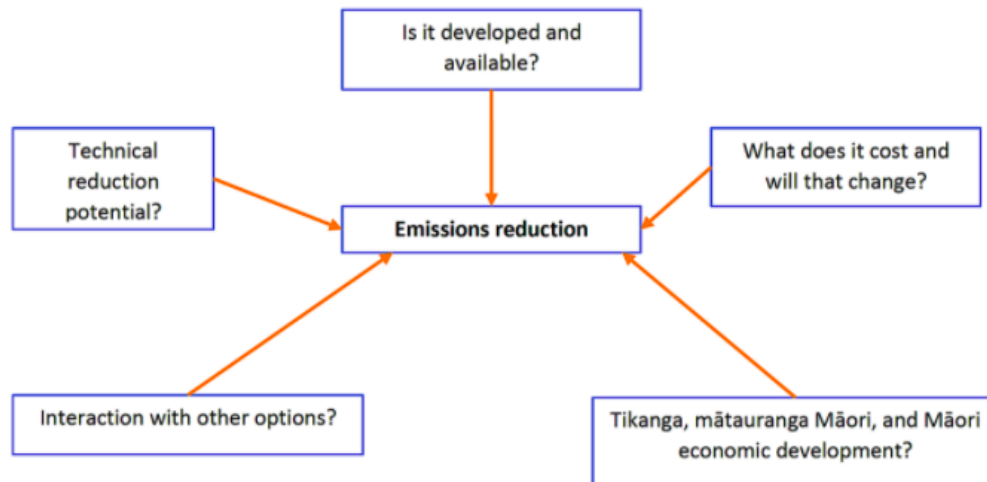 Is it developed and
available?
Technical
reduction
potential?
What does it cost and
will that change?
Emissions reduction
Interaction with other options?
Tikanga, mātauranga Māori, and Māori
economic development?